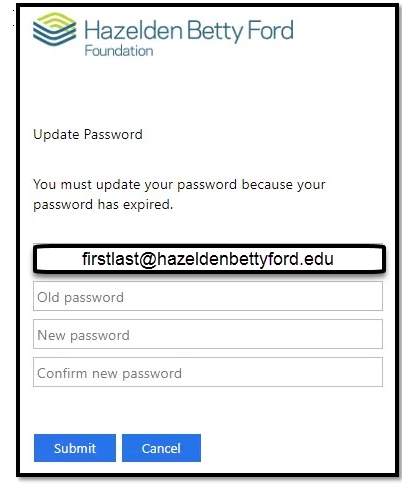 Hazelden Betty Ford
Foundation
Update Password
You must update your password because your
password has expired.
firstlast@hazeldenbettyford.edu
Old password
New password
Confirm new password
Submit Cancel